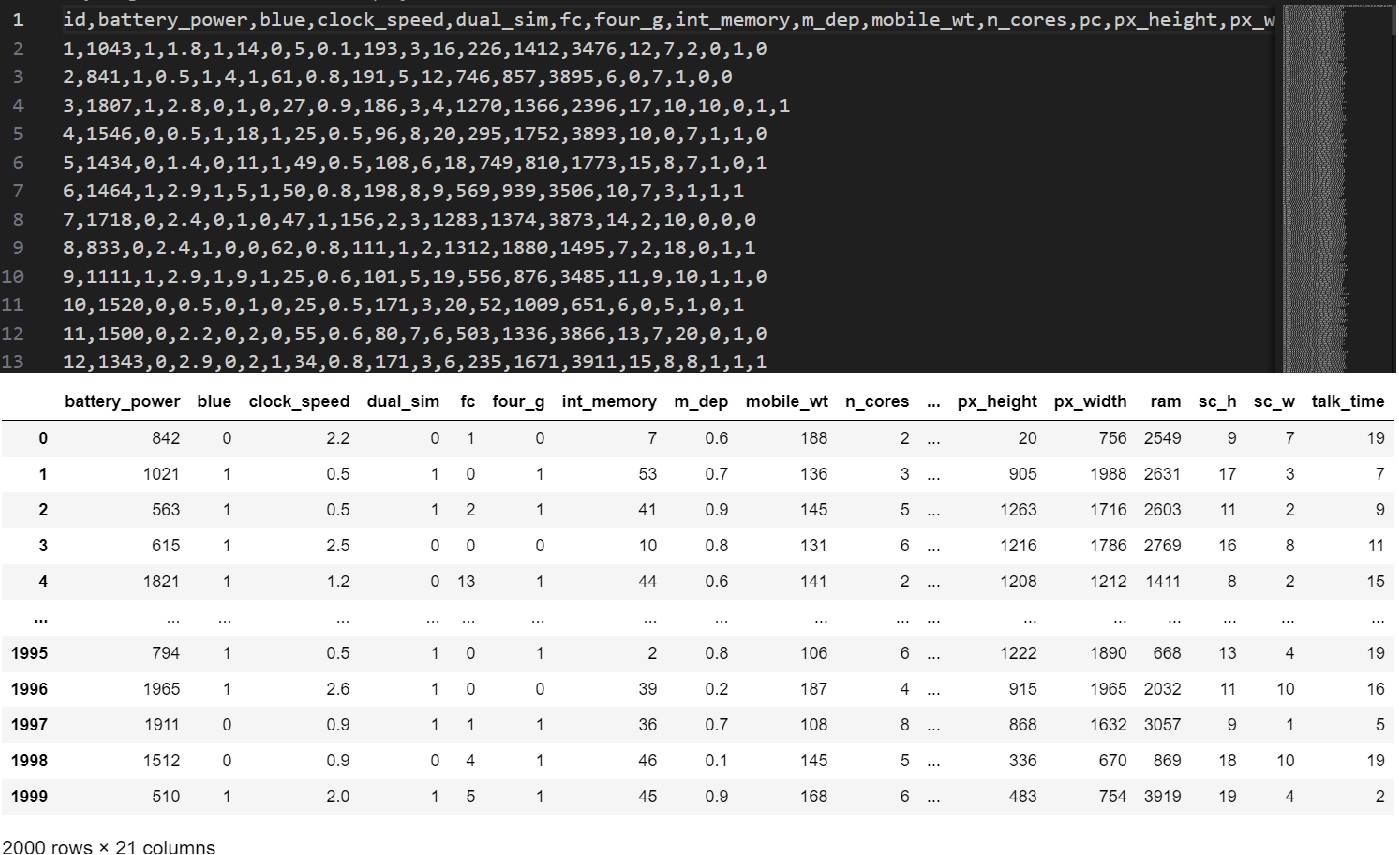 1 id,battery_power,blue,clock_speed,dual_sim,fc,four_g,int_memory,m_dep,mobile_wt,n_cores,pc,px_height,px_w
2 1,1043,1,1.8,1,14,0,5,0.1,193,3,16,226,1412,3476,12,7,2,0,1,0
3 2,841,1,0.5,1,4,1,61,0.8,191,5,12,746,857,3895,6,0,7,1,0,0
4 3,1807,1,2.8,0,1,0,27,0.9,186,3,4,1270,1366,2396,17,10,10,0,1,1
5 4,1546,0,0.5,1,18,1,25,0.5,96,8,20,295,1752,3893,10,0,7,1,1,0
6 5,1434,0,1.4,0,11,1,49,0.5,108,6,18,749,810,1773,15,8,7,1,0,1
7 6,1464,1,2.9,1,5,1,50,0.8,198,8,9,569,939,3506,10,7,3,1,1,1
8 7,1718,0,2.4,0,1,0,47,1,156,2,3,1283,1374,3873,14,2,10,0,0,0
9 8,833,0,2.4,1,0,0,62,0.8,111,1,2,1312,1880,1495,7,2,18,0,1,1
10 9,1111,1,2.9,1,9,1,25,0.6,101,5,19,556,876,3485,11,9,10,1,1,0
11 10,1520,0,0.5,0,1,0,25,0.5,171,3,20,52,1009,651,6,0,5,1,0,1
12 11,1500,0,2.2,0,2,0,55,0.6,80,7,6,503,1336,3866,13,7,20,0,1,0
13 12,1343,0,2.9,0,2,1,34,0.8,171,3,6,235,1671,3911,15,8,8,1,1,1
battery_power blue clock_speed dual_sim fc four_g int_memory m_dep mobile_wt n_cores ... px_height px_width ram sc_h sc_w talk_time
0 842 0 2.2 0 1 0 7 0.6 188 2 ... 20 756 2549 9 7 19
1 1021 1 0.5 1 0 1 53 0.7 136 3 ... 905 1988 2631 17 3 7
2 563 1 0.5 1 2 1 41 0.9 145 5 ... 1263 1716 2603 11 2 9
3 615 1 2.5 0 0 0 10 0.8 131 6 ... 1216 1786 2769 16 8 11
4 1821 1 1.2 0 13 1 44 0.6 141 2 ... 1208 1212 1411 8 2 15
... ... ... ... ... ... ... ... ... ... ... ... ... ... ... ... ... ...
1995 794 1 0.5 1 0 1 2 0.8 106 6 ... 1222 1890 668 13 4 19
1996 1965 1 2.6 1 0 0 39 0.2 187 4 ... 915 1965 2032 11 10 16
1997 1911 0 0.9 1 1 1 36 0.7 108 8 ... 868 1632 3057 9 1 5
1998 1512 0 0.9 0 4 1 46 0.1 145 5 ... 336 670 869 18 10 19
1999 510 1 2.0 1 5 1 45 0.9 168 6 ... 483 754 3919 19 4 2
2000 rows × 21 columns